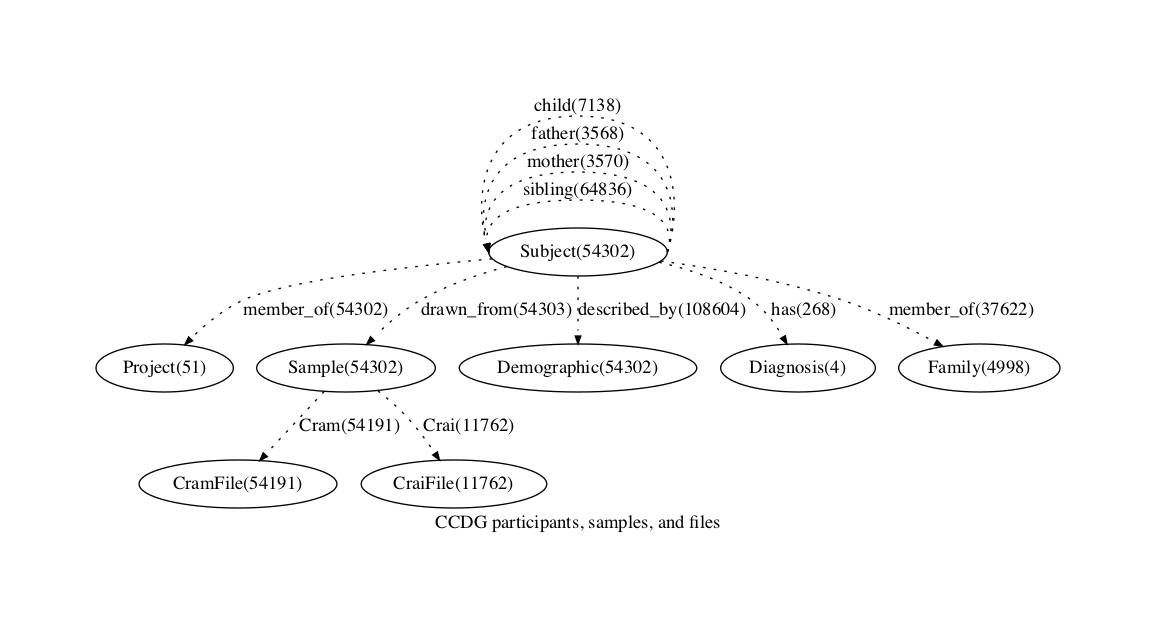 child(7138)
father(3568)
mother(3570)
sibling(64836)
Subject(54302)
member_of(54302)
drawn_from(54303)
described_by(108604)
has(268)
member_of(37622)
Project(51)
Sample(54302)
Demographic(54302)
Diagnosis(4)
Family(4998)
Cram(54191)
Crai(11762)
CramFile(54191)
CraiFile(11762)
CCDG participants, samples, and files